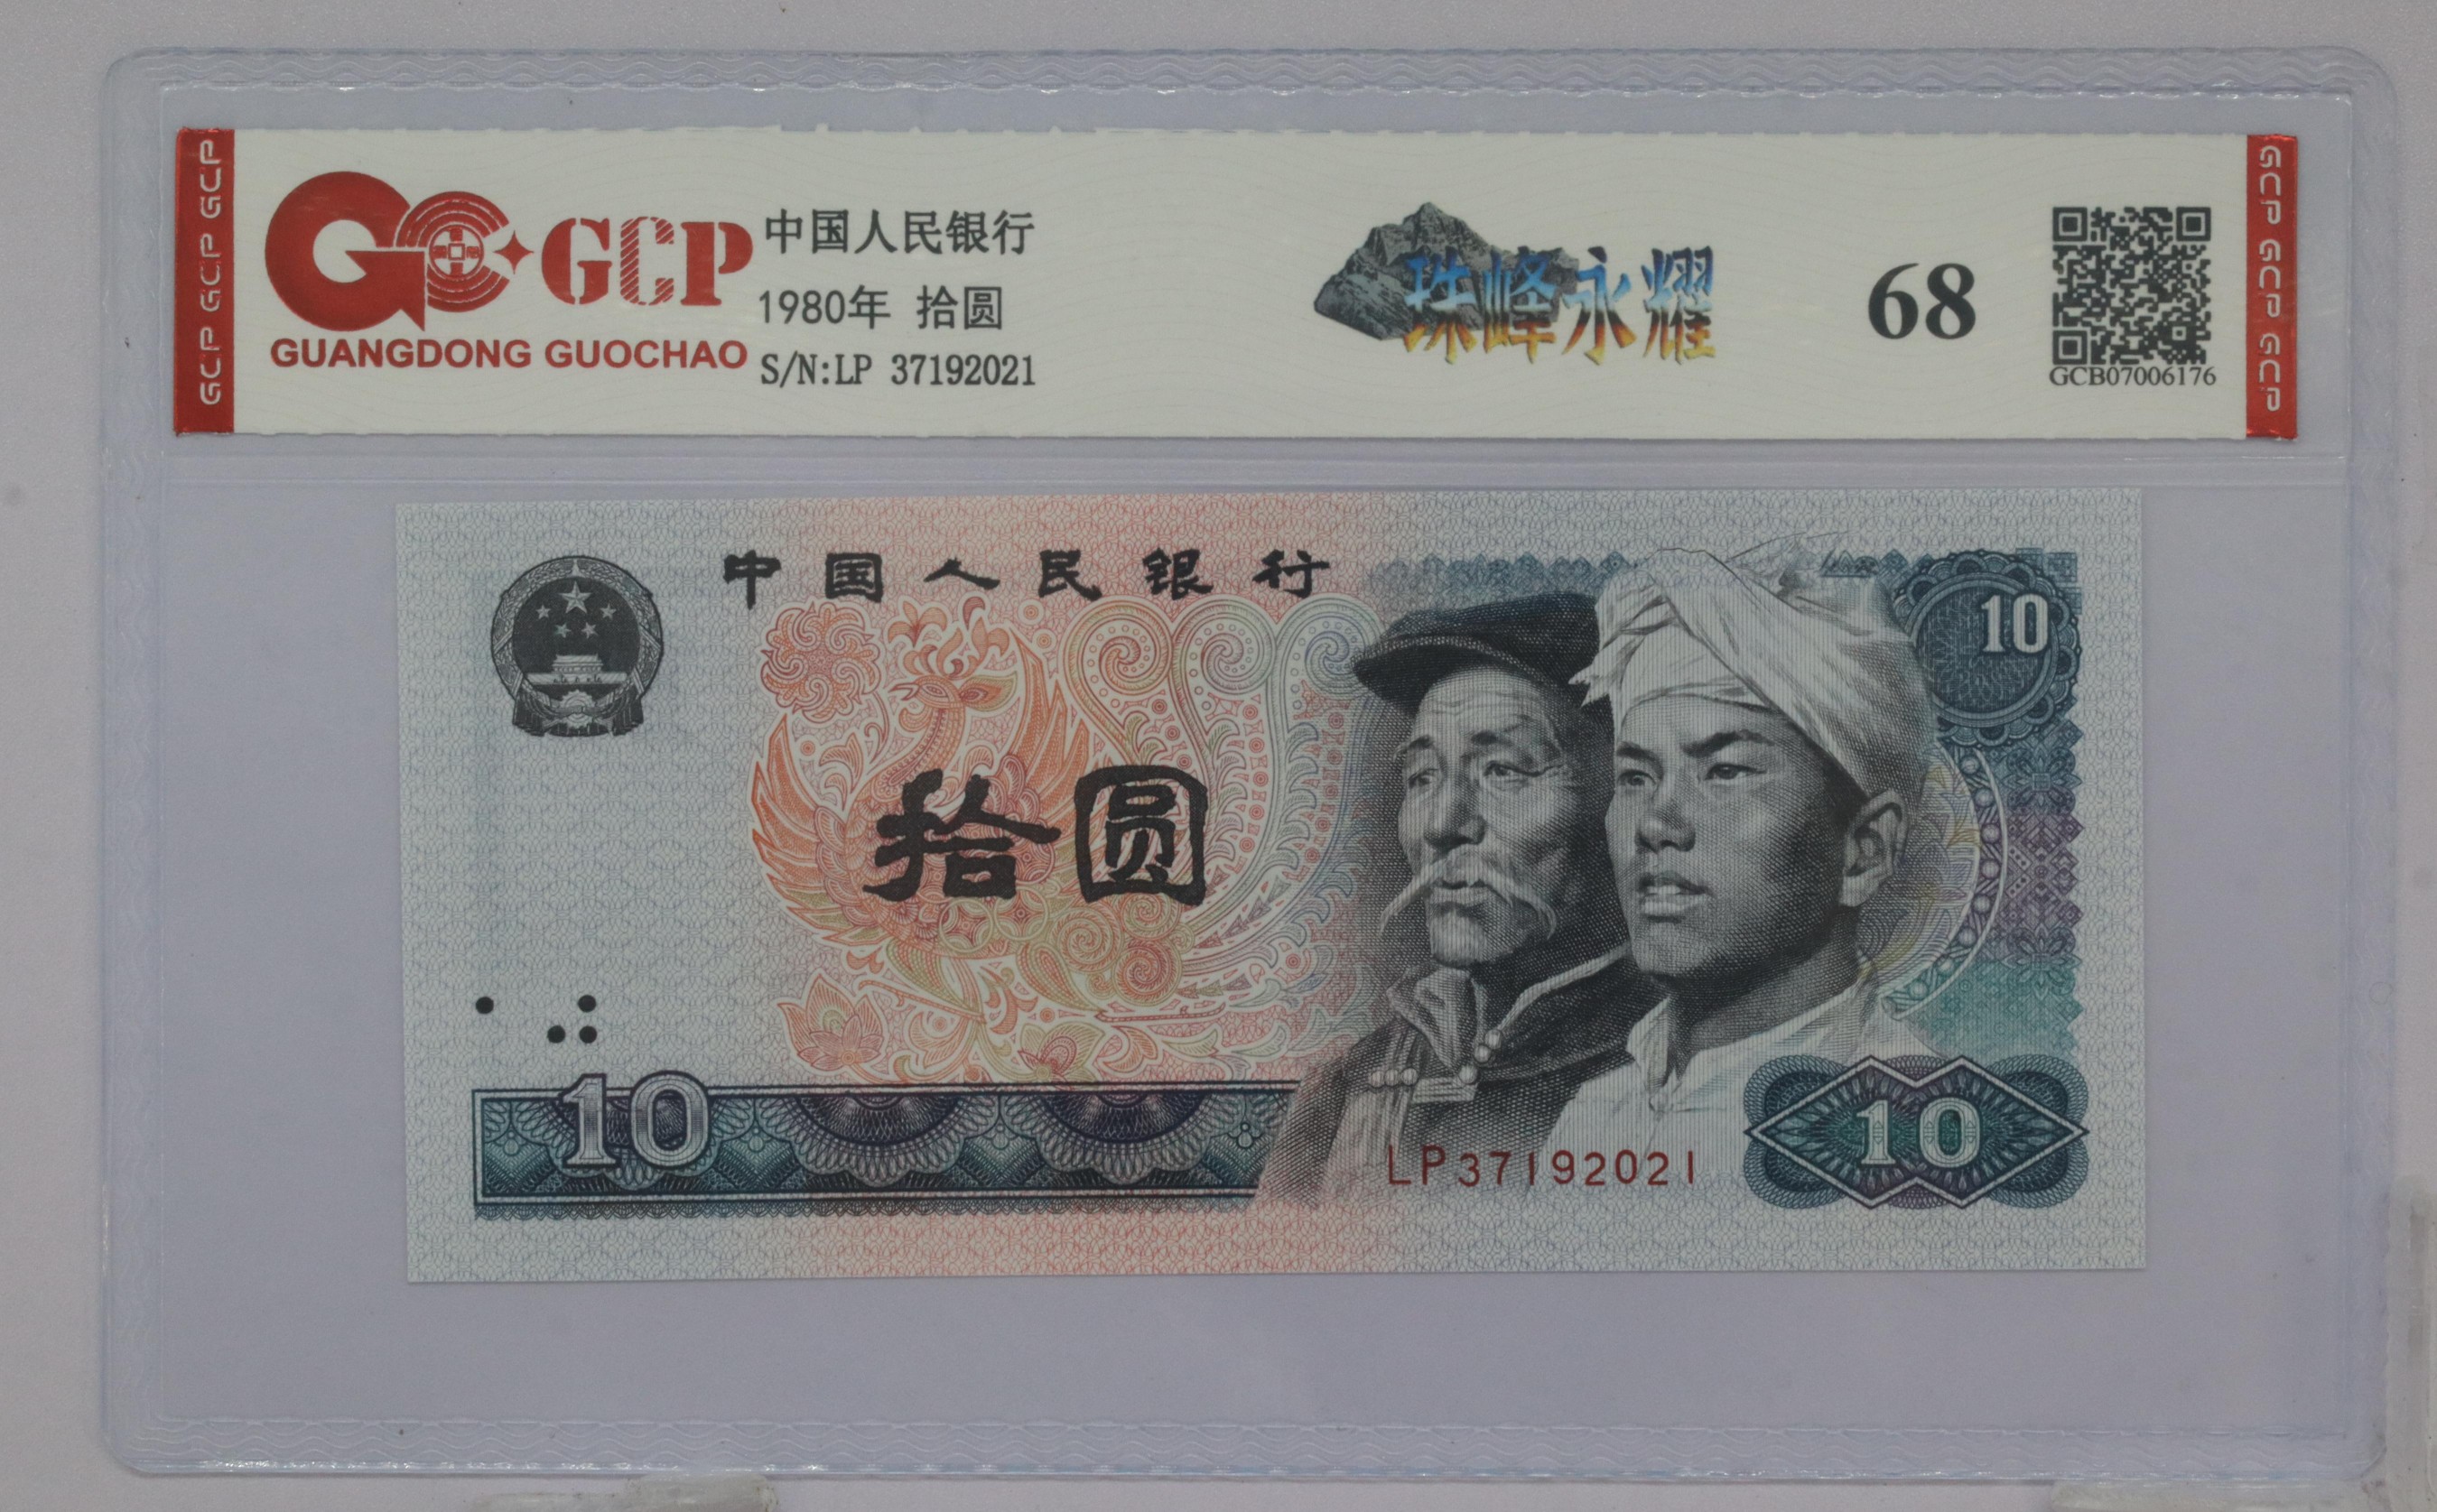 GCP GCP GCP
GCP
GUANGDONG GUOCHAO
中国人民银行
1980年 拾圆
S/N:LP 37192021
珠峰永耀
68
GCB07006176
GCP GCP GCP
中国人民银行
10
拾圆
10
LP37192021
10